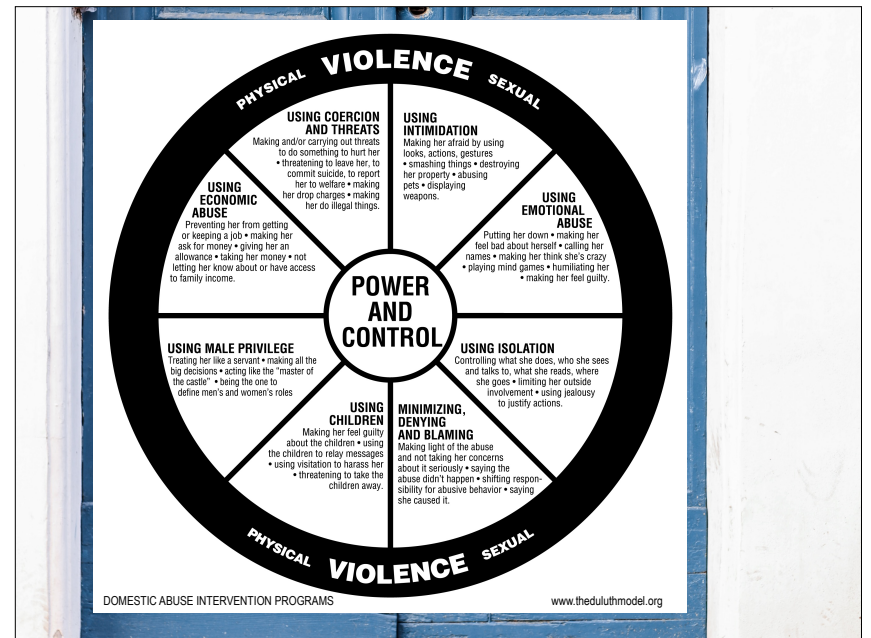 PHYSICAL VIOLENCE SEXUAL
USING COERCION
AND THREATS
Making and/or carrying out threats
to do something to hurt her
• threatening to leave her, to
commit suicide, to report
her to welfare • making
her drop charges • making
her do illegal things.
USING
INTIMIDATION
Making her afraid by using
looks, actions, gestures
• smashing things • destroying
her property • abusing
pets • displaying
weapons.
USING
ECONOMIC
ABUSE
Preventing her from getting
or keeping a job • making her
ask for money • giving her an
allowance • taking her money • not
letting her know about or have access
to family income.
USING
EMOTIONAL
ABUSE
Putting her down • making her
feel bad about herself • calling her
names • making her think she's crazy
• playing mind games • humiliating her
• making her feel guilty.
POWER
AND
CONTROL
USING MALE PRIVILEGE
Treating her like a servant • making all the
big decisions • acting like the "master of
the castle" • being the one to
define men's and women's roles
USING ISOLATION
Controlling what she does, who she sees
and talks to, what she reads, where
she goes • limiting her outside
involvement • using jealousy
to justify actions.
USING
CHILDREN
Making her feel guilty
about the children • using
the children to relay messages
• using visitation to harass her
• threatening to take the
children away.
MINIMIZING,
DENYING
AND BLAMING
Making light of the abuse
and not taking her concerns
about it seriously • saying the
abuse didn't happen • shifting respon-
sibility for abusive behavior • saying
she caused it.
PHYSICAL VIOLENCE SEXUAL
DOMESTIC ABUSE INTERVENTION PROGRAMS
www.theduluthmodel.org